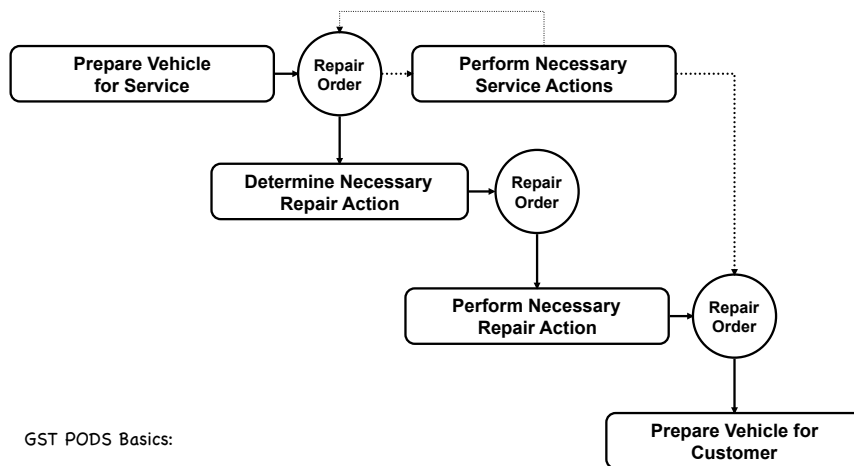 Prepare Vehicle
for Service
Repair
Order
Perform Necessary
Service Actions
Determine Necessary
Repair Action
Repair
Order
Perform Necessary
Repair Action
Repair
Order
Prepare Vehicle for
Customer
GST PODS Basics: